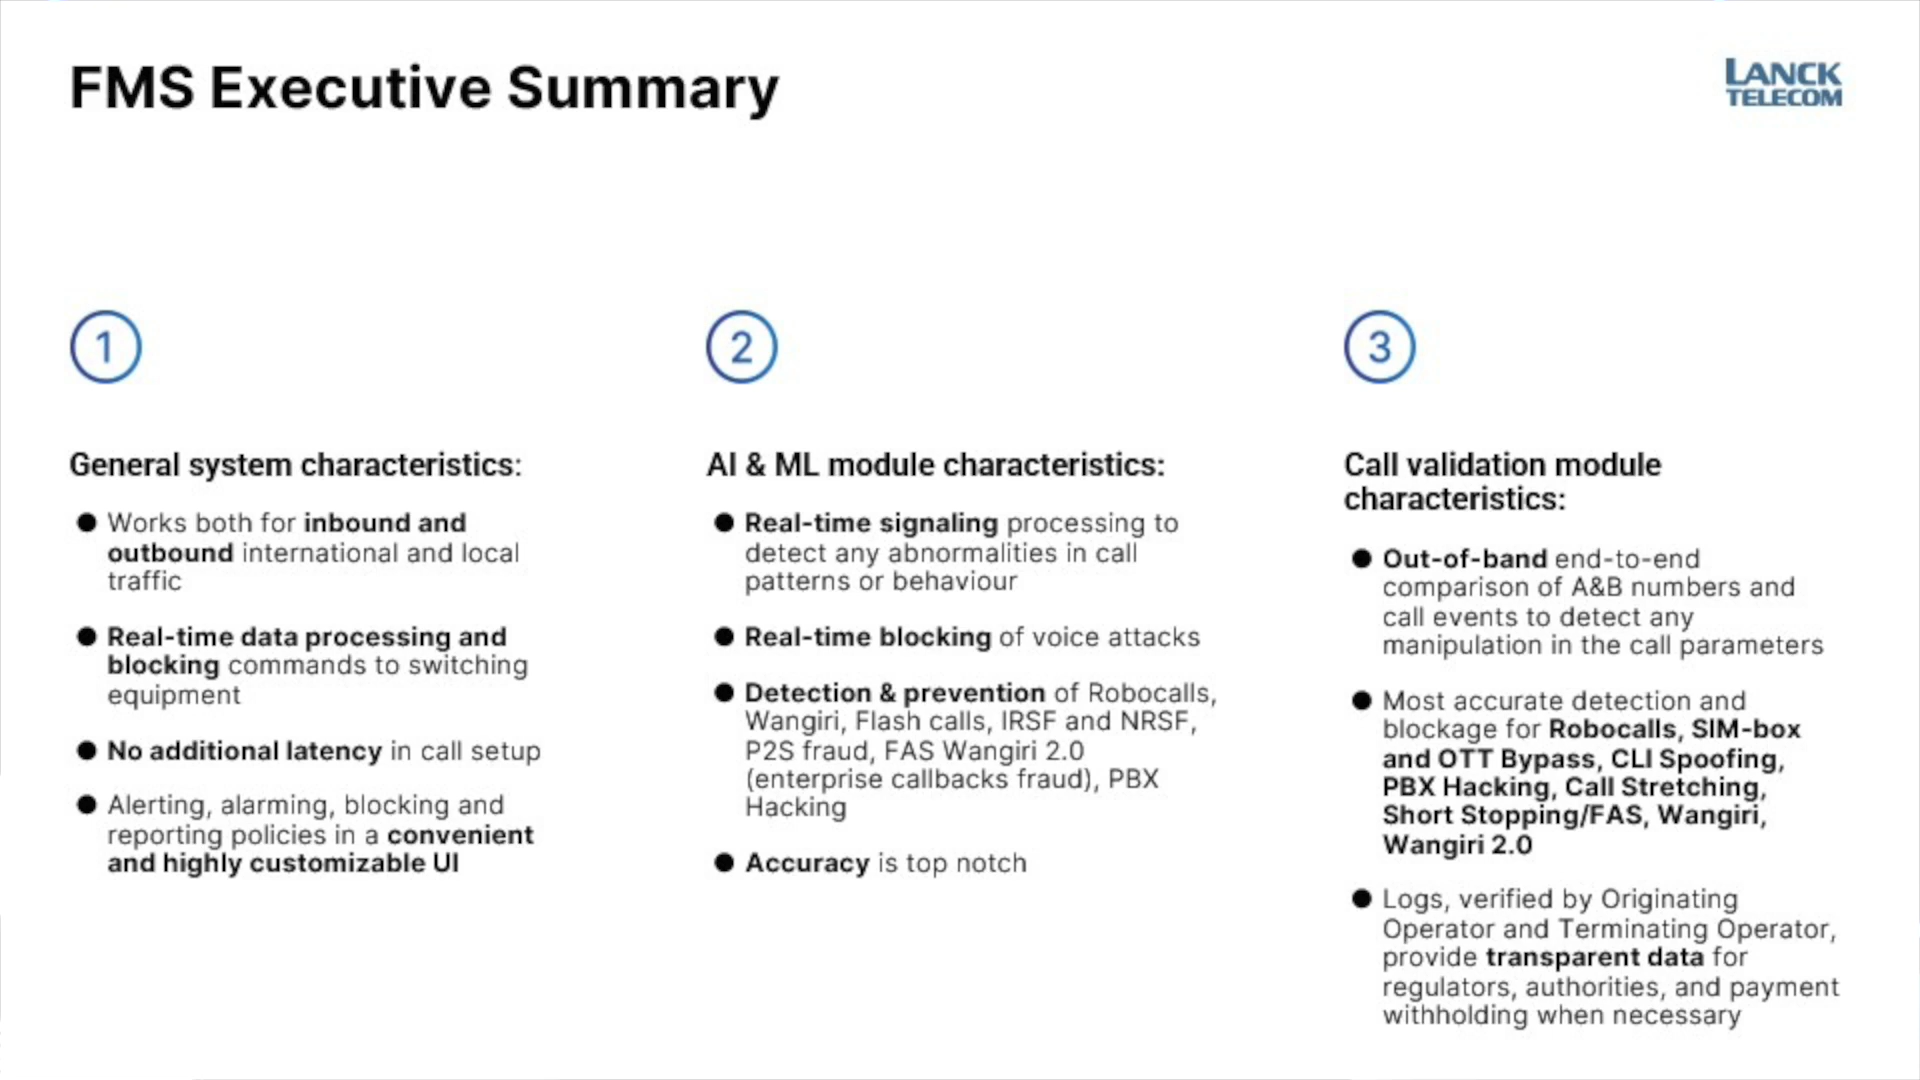 FMS Executive Summary
LANCK
TELECOM
1
General system characteristics:
● Works both for inbound and
outbound international and local
traffic
● Real-time data processing and
blocking commands to switching
equipment
● No additional latency in call setup
● Alerting, alarming, blocking and
reporting policies in a convenient
and highly customizable UI
2
AI & ML module characteristics:
● Real-time signaling processing to
detect any abnormalities in call
patterns or behaviour
● Real-time blocking of voice attacks
● Detection & prevention of Robocalls,
Wangiri, Flash calls, IRSF and NRSF,
P2S fraud, FAS Wangiri 2.0
(enterprise callbacks fraud), PBX
Hacking
● Accuracy is top notch
3
Call validation module
characteristics:
● Out-of-band end-to-end
comparison of A&B numbers and
call events to detect any
manipulation in the call parameters
● Most accurate detection and
blockage for Robocalls, SIM-box
and OTT Bypass, CLI Spoofing,
PBX Hacking, Call Stretching,
Short Stopping/FAS, Wangiri,
Wangiri 2.0
● Logs, verified by Originating
Operator and Terminating Operator,
provide transparent data for
regulators, authorities, and payment
withholding when necessary